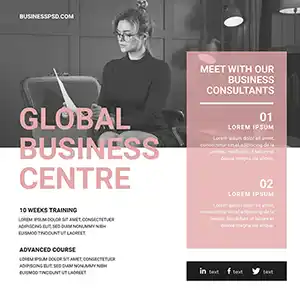 BUSINESSPSD.COM
GLOBAL
BUSINESS
CENTRE
10 WEEKS TRAINING
LOREM IPSUM DOLOR SIT AMET, CONSECTETUER
ADIPISCING ELIT, SED DIAM NONUMMY NIBH
EUISMOD TINCIDUNT UT LAOREET
ADVANCED COURSE
LOREM IPSUM DOLOR SIT AMET, CONSECTETUER
ADIPISCING ELIT, SED DIAM NONUMMY NIBH
EUISMOD TINCIDUNT UT LAOREET
MEET WITH OUR
BUSINESS
CONSULTANTS
01
LOREM IPSUM
02
LOREM IPSUM
in text
f text
text